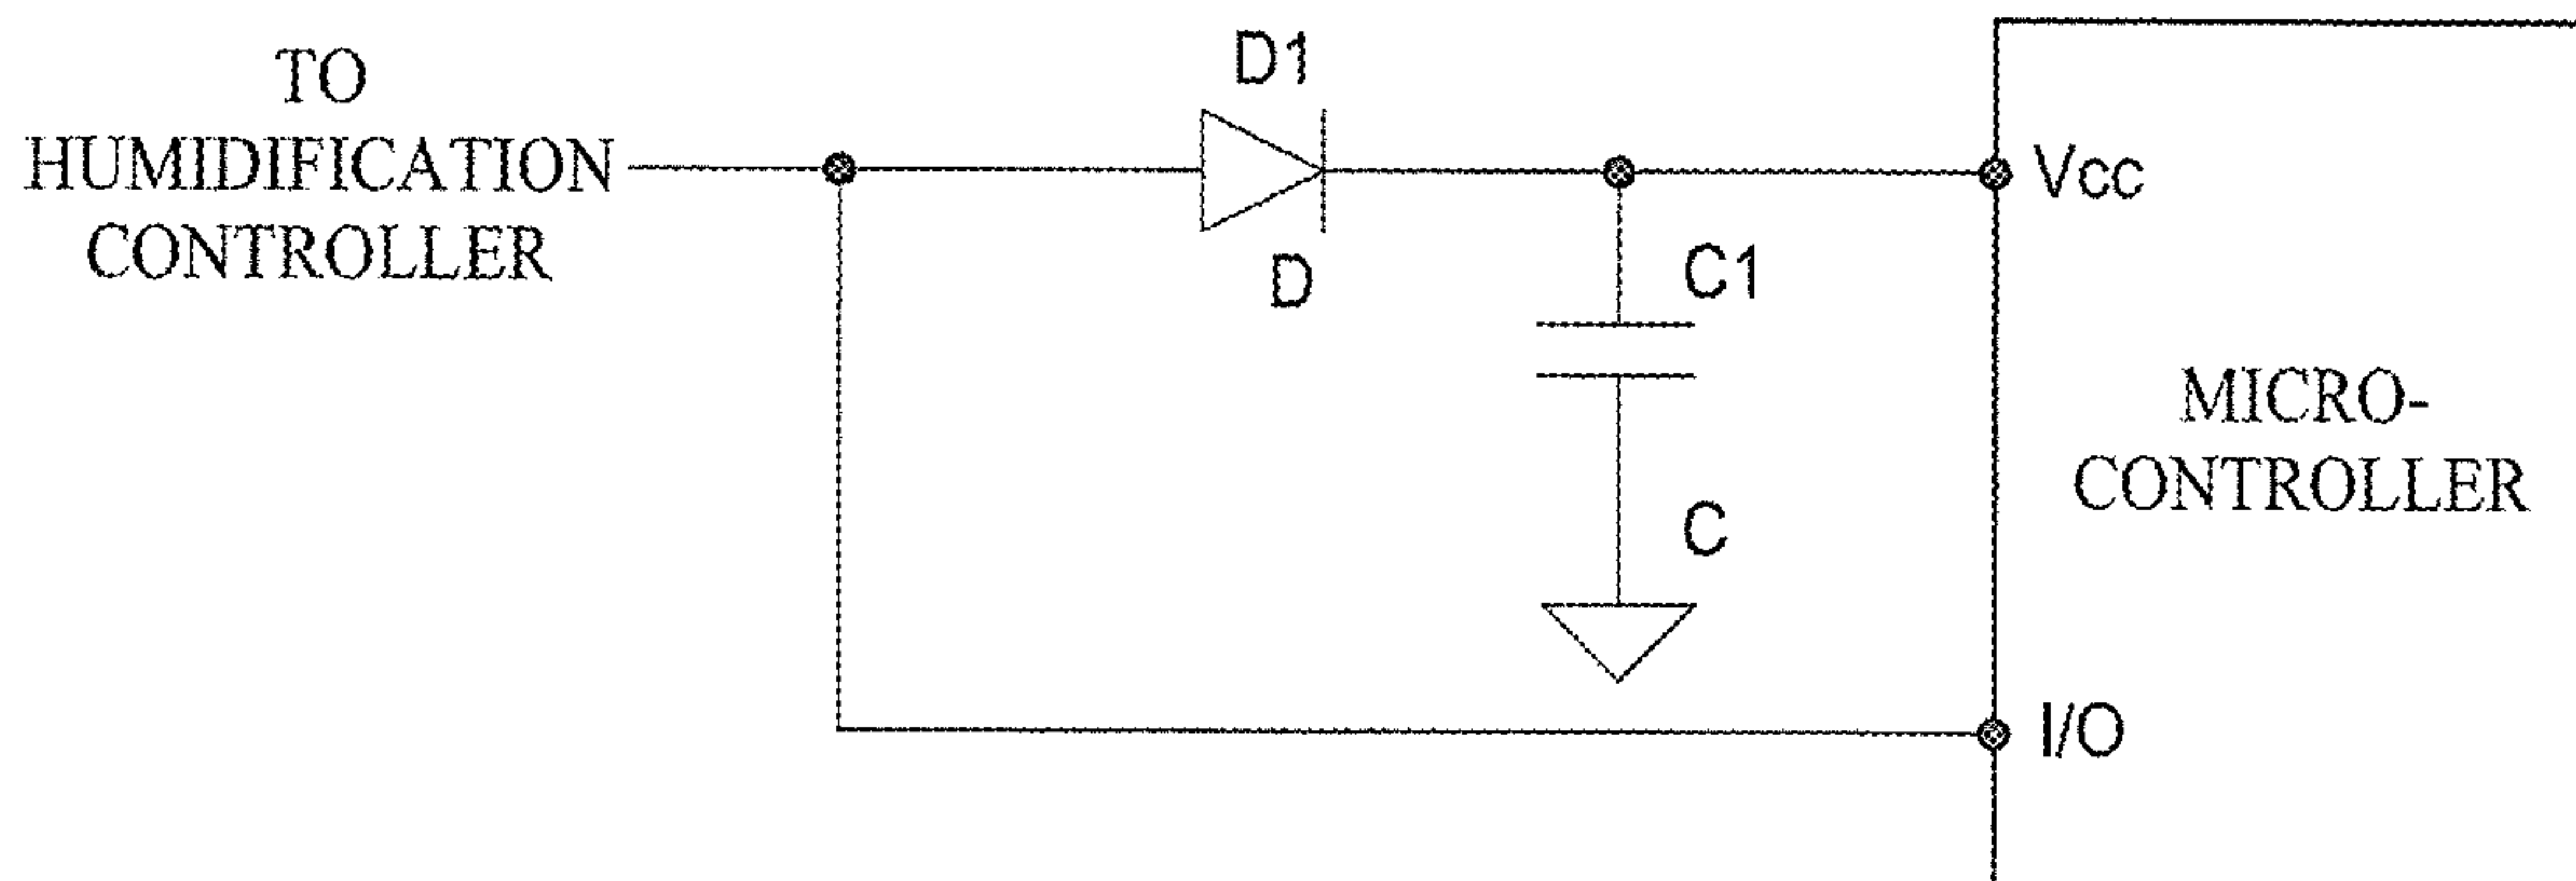 TO
HUMIDIFICATION
CONTROLLER
D1
D
C1
C
Vcc
MICRO-
CONTROLLER
I/O